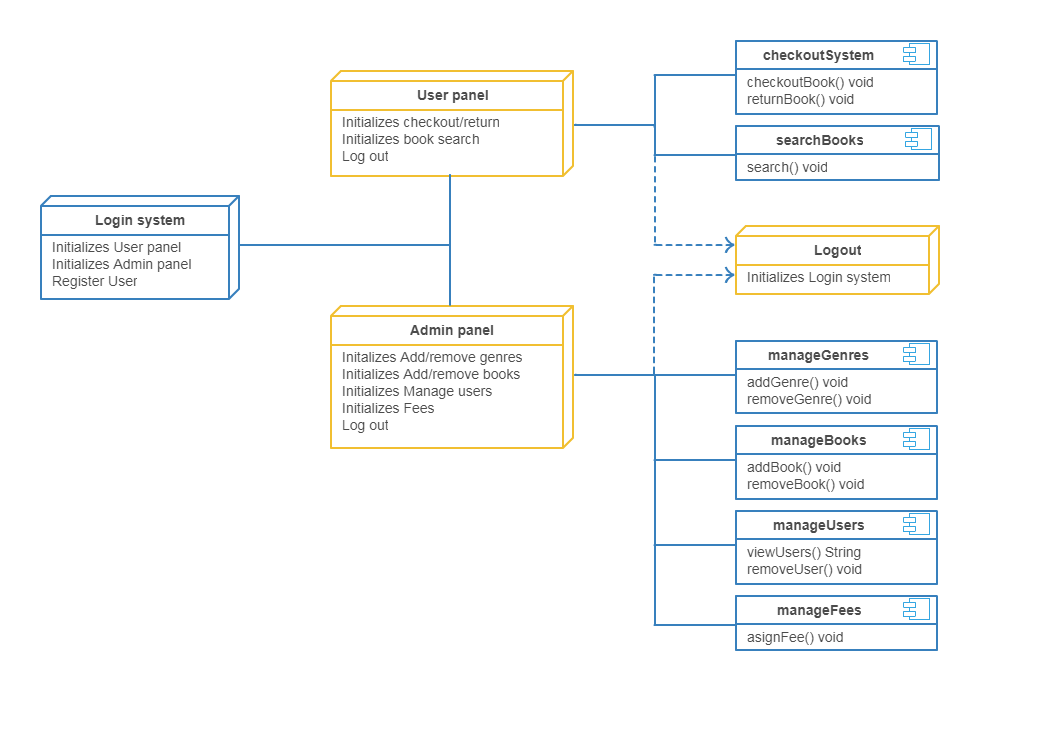 Login system
Initializes User panel
Initializes Admin panel
Register User
User panel
Initializes checkout/return
Initializes book search
Log out
Admin panel
Initalizes Add/remove genres
Initializes Add/remove books
Initializes Manage users
Initializes Fees
Log out
checkoutSystem
checkoutBook() void
returnBook() void
searchBooks
search() void
Logout
Initializes Login system
manageGenres
addGenre() void
removeGenre() void
manageBooks
addBook() void
removeBook() void
manageUsers
viewUsers() String
removeUser() void
manageFees
asignFee() void